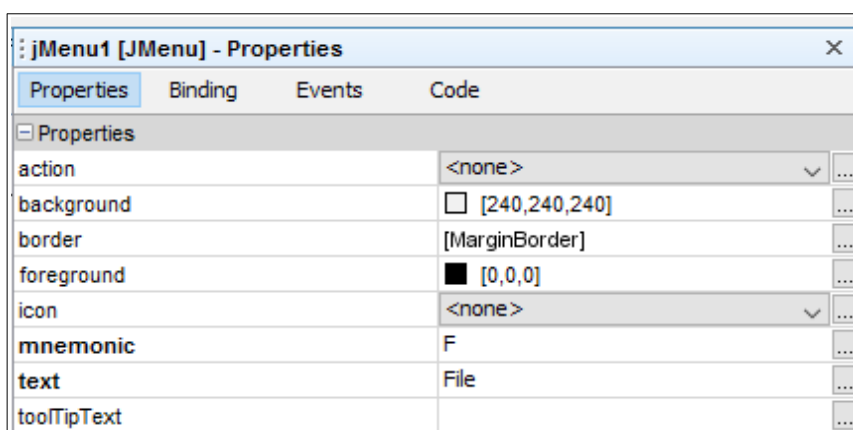 jMenu1 [JMenu] - Properties
Properties Binding Events Code
Properties
action <none> ...
background [240,240,240] ...
border [MarginBorder] ...
foreground [0,0,0] ...
icon <none> ...
mnemonic F ...
text File ...
toolTipText ...